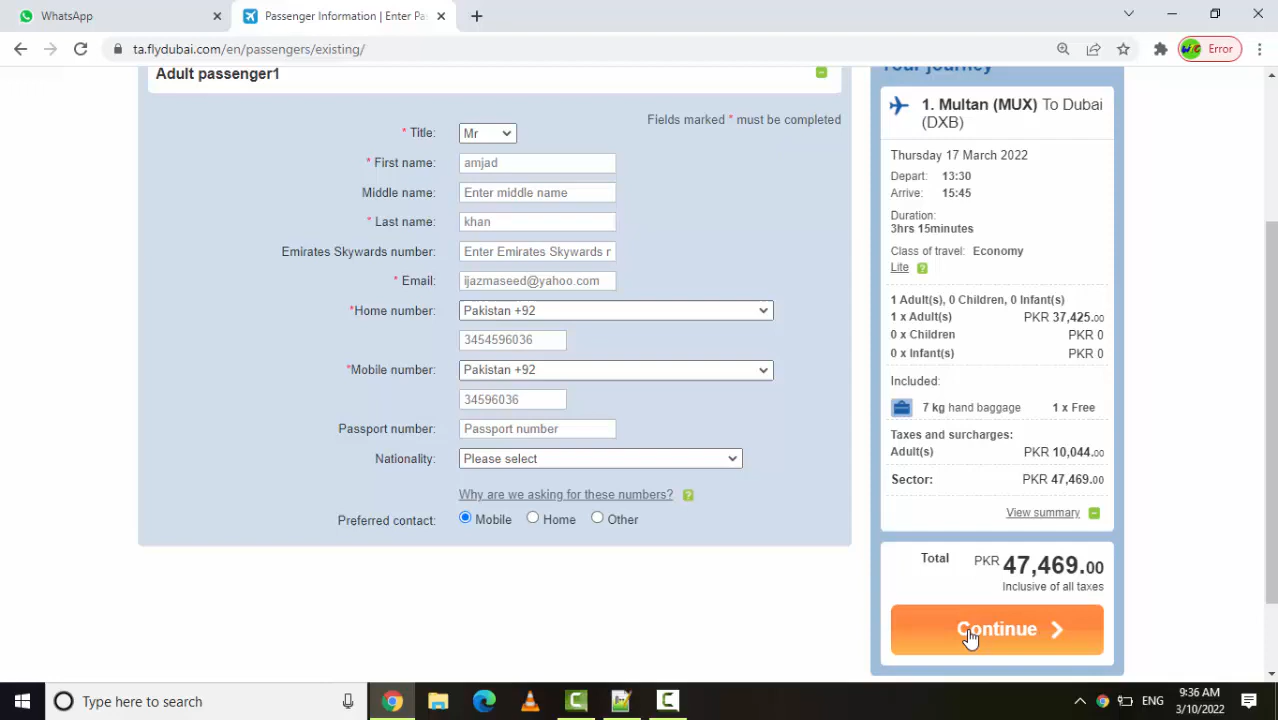 WhatsApp
Passenger Information | Enter Pa
ta.flydubai.com/en/passengers/existing/
Error
Adult passenger1
Fields marked * must be completed
* Title:
Mr
* First name:
amjad
Middle name:
Enter middle name
* Last name:
khan
Emirates Skywards number:
Enter Emirates Skywards r
* Email:
ijazmaseed@yahoo.com
*Home number:
Pakistan +92
3454596036
*Mobile number:
Pakistan +92
34596036
Passport number:
Passport number
Nationality:
Please select
Why are we asking for these numbers? ?
Preferred contact:
Mobile Home Other
Your journey
1. Multan (MUX) To Dubai
(DXB)
Thursday 17 March 2022
Depart: 13:30
Arrive: 15:45
Duration:
3hrs 15minutes
Class of travel: Economy
Lite ?
1 Adult(s), 0 Children, 0 Infant(s)
1 x Adult(s) PKR 37,425.00
0 x Children PKR 0
0 x Infant(s) PKR 0
Included:
7 kg hand baggage 1 x Free
Taxes and surcharges:
Adult(s) PKR 10,044.00
Sector: PKR 47,469.00
View summary
Total PKR 47,469.00
Inclusive of all taxes
Continue
Type here to search
ENG
9:36 AM
3/10/2022